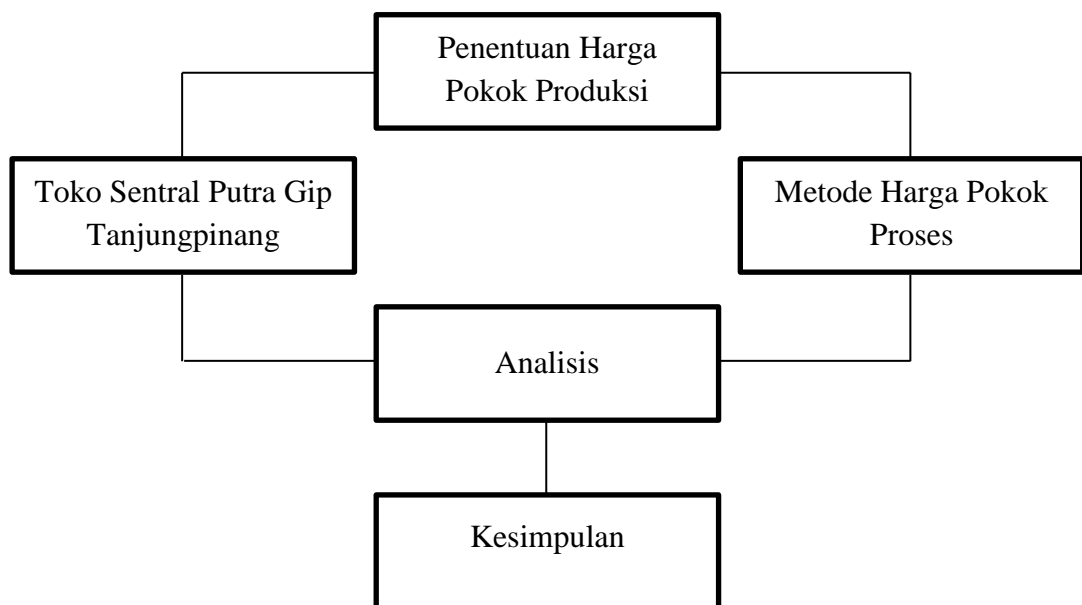 Penentuan Harga
Pokok Produksi
Toko Sentral Putra Gip
Tanjungpinang
Metode Harga Pokok
Proses
Analisis
Kesimpulan